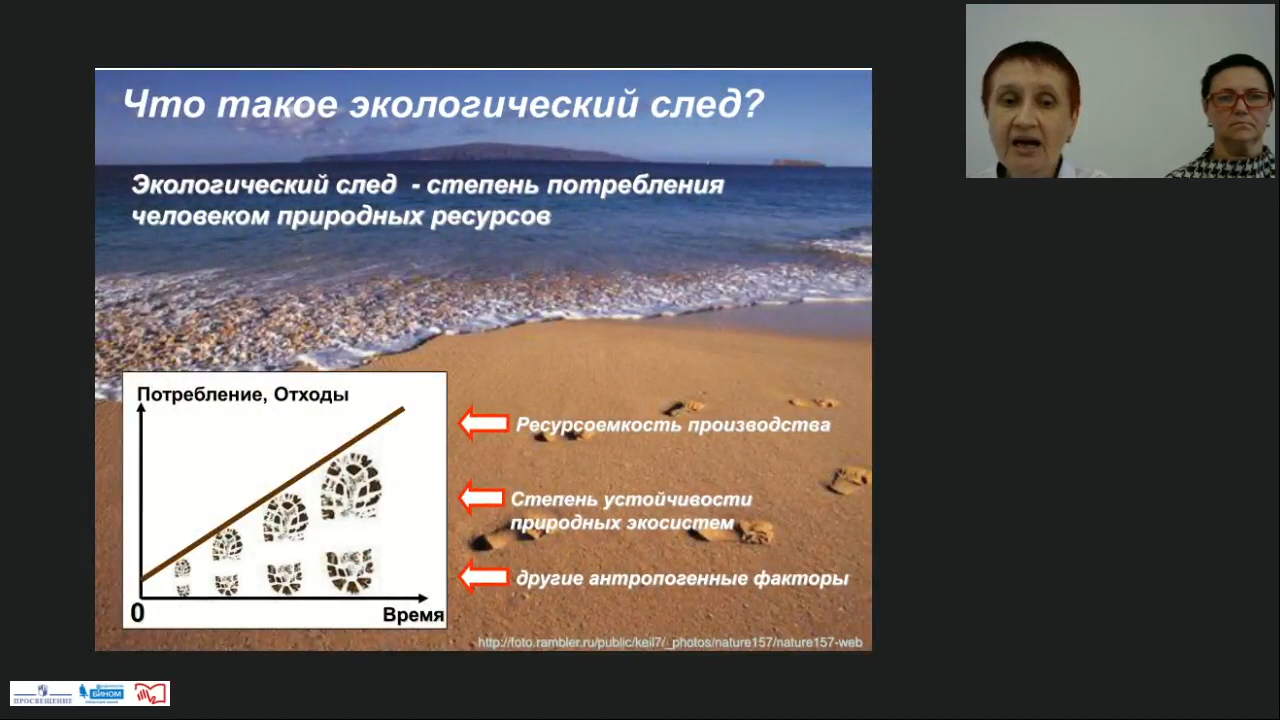 Что такое экологический след?
Экологический след - степень потребления
человеком природных ресурсов
Потребление, Отходы
0
Время
Ресурсоемкость производства
Степень устойчивости
природных экосистем
другие антропогенные факторы
http://foto.rambler.ru/public/keil7/_photos/nature157/nature157-web
ПРОСВЕЩЕНИЕ
БИНОМ